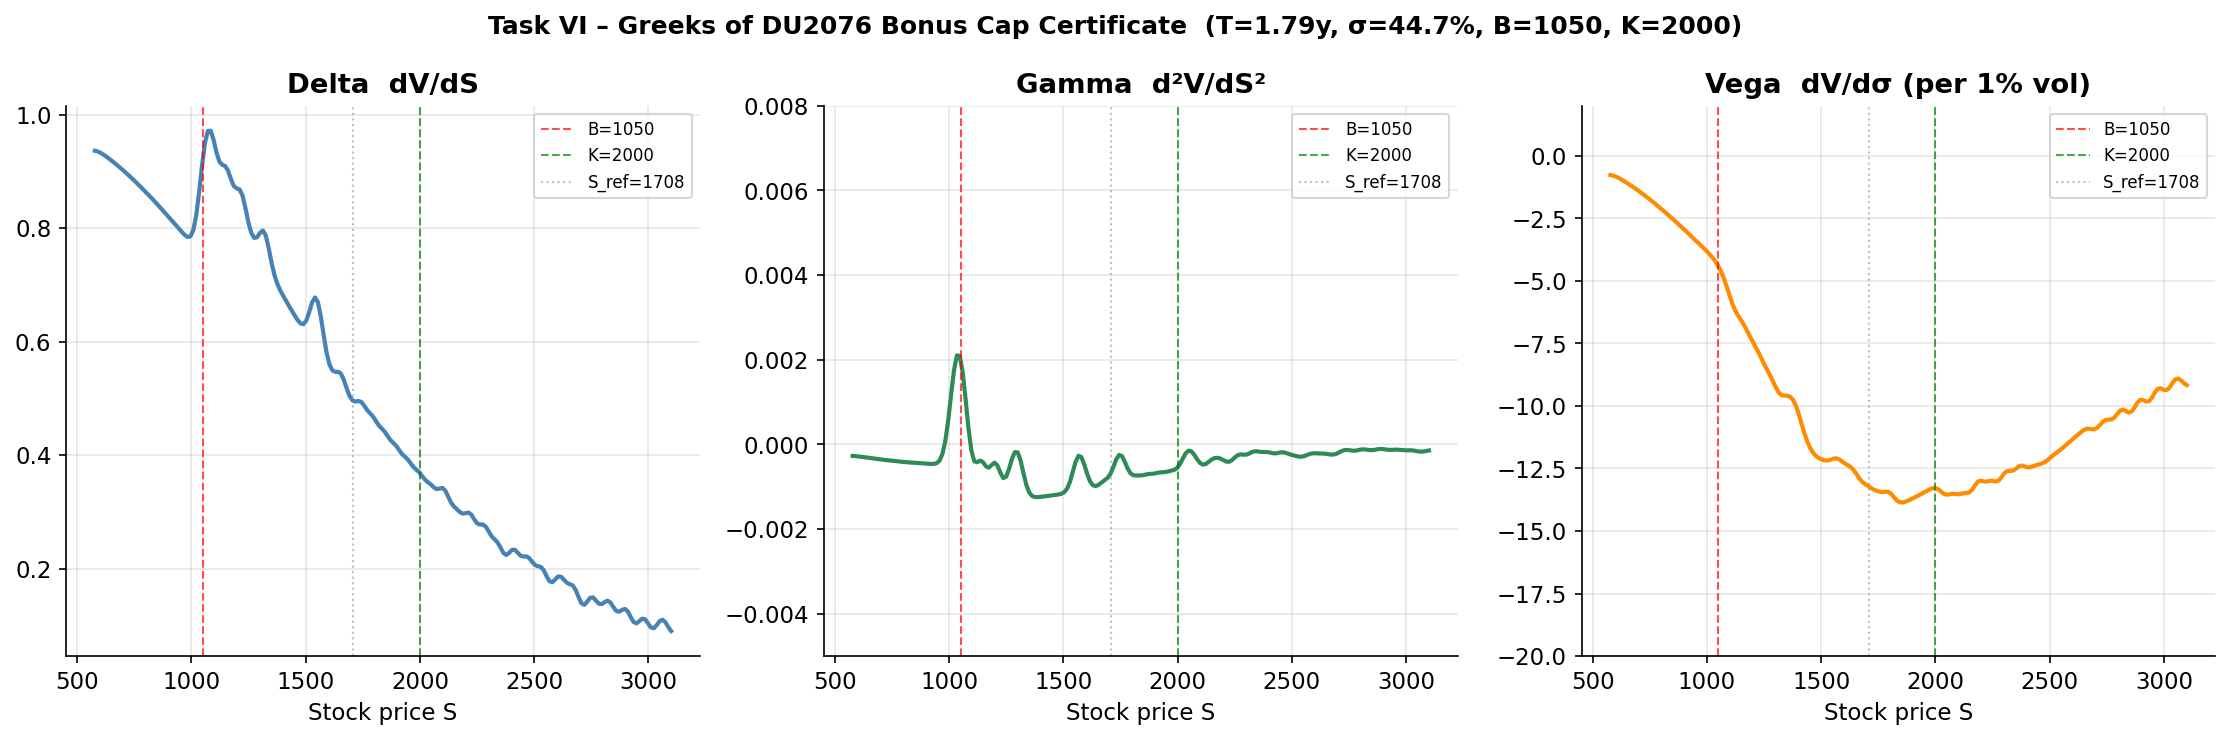 Task VI – Greeks of DU2076 Bonus Cap Certificate (T=1.79y, σ=44.7%, B=1050, K=2000)
Delta dV/dS
1.0
0.8
0.6
0.4
0.2
500 1000 1500 2000 2500 3000
Stock price S
B=1050
K=2000
S_ref=1708
Gamma d²V/dS²
0.008
0.006
0.004
0.002
0.000
−0.002
−0.004
500 1000 1500 2000 2500 3000
Stock price S
B=1050
K=2000
S_ref=1708
Vega dV/dσ (per 1% vol)
0.0
−2.5
−5.0
−7.5
−10.0
−12.5
−15.0
−17.5
−20.0
500 1000 1500 2000 2500 3000
Stock price S
B=1050
K=2000
S_ref=1708